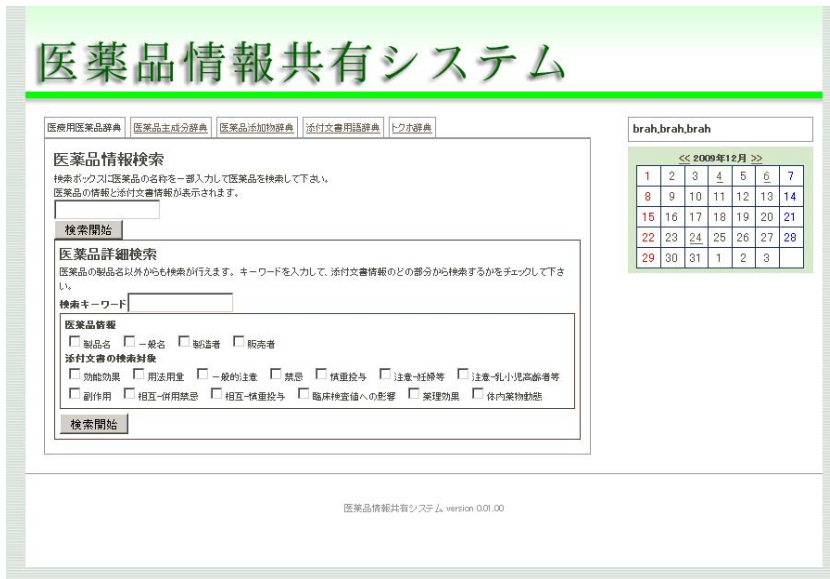 医薬品情報共有システム
医療用医薬品辞典 医薬品主成分辞典 医薬品添加物辞典 添付文書用語辞典 トクホ辞典
医薬品情報検索
検索ボックスに医薬品の名称を一部入力して医薬品を検索して下さい。
医薬品の情報と添付文書情報が表示されます。
検索開始
医薬品詳細検索
医薬品の製品名以外からも検索が行えます。キーワードを入力して、添付文書情報のどの部分から検索するかをチェックして下さ
い。
検索キーワード
医薬品情報
製品名 一般名 製造者 販売者
添付文書の検索対象
効能効果 用法用量 一般的注意 禁忌 慎重投与 注意-妊婦等 注意-乳小児高齢者等
副作用 相互-併用禁忌 相互-慎重投与 臨床検査値への影響 薬理効果 体内薬物動態
検索開始
brah,brah,brah
<< 2009年12月 >>
1 2 3 4 5 6 7
8 9 10 11 12 13 14
15 16 17 18 19 20 21
22 23 24 25 26 27 28
29 30 31 1 2 3
医薬品情報共有システム version 0.01.00